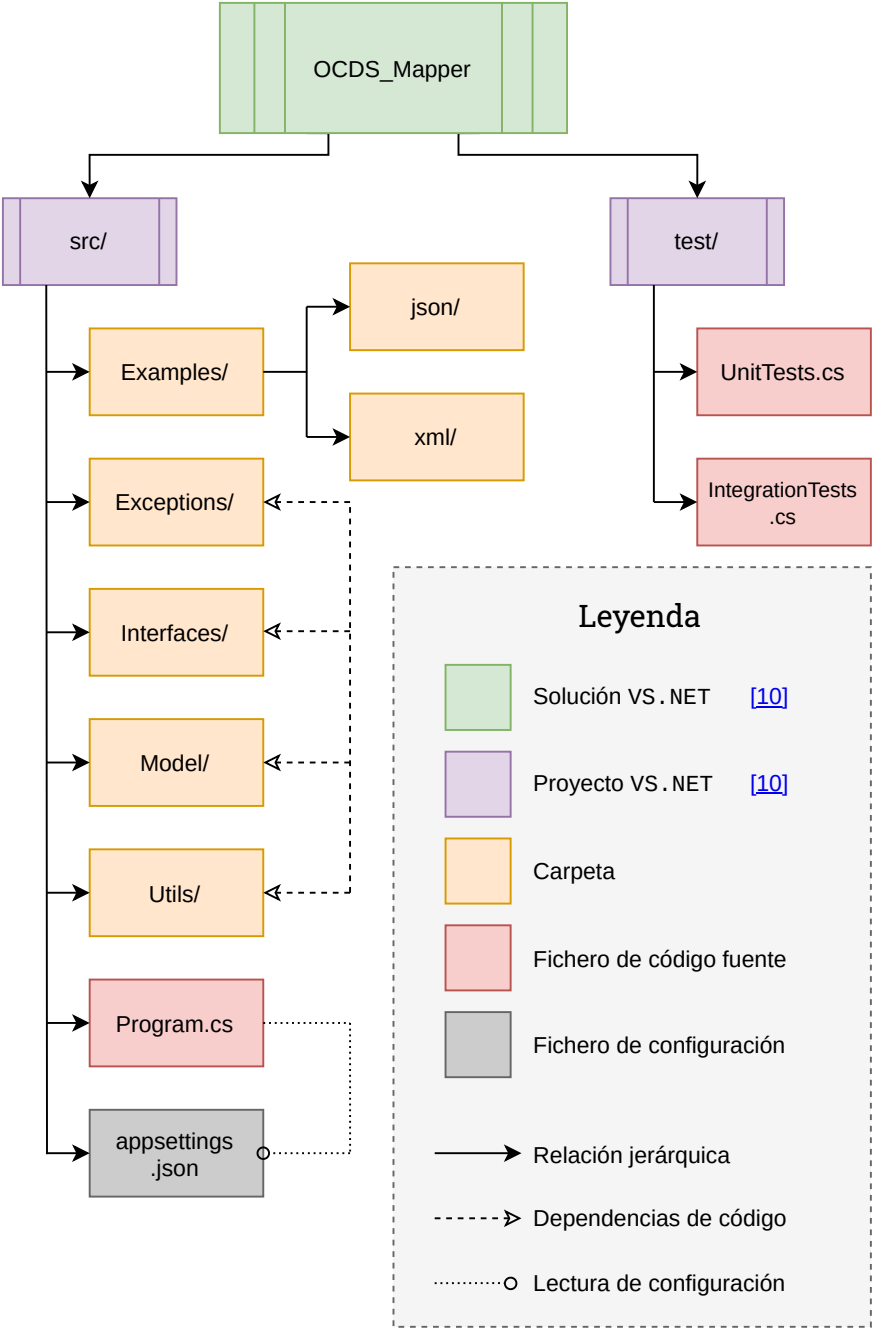 OCDS_Mapper
src/
test/
json/
Examples/
UnitTests.cs
xml/
Exceptions/
IntegrationTests
.cs
Interfaces/
Model/
Utils/
Program.cs
appsettings
.json
Leyenda
Solución VS.NET [10]
Proyecto VS.NET [10]
Carpeta
Fichero de código fuente
Fichero de configuración
Relación jerárquica
Dependencias de código
Lectura de configuración